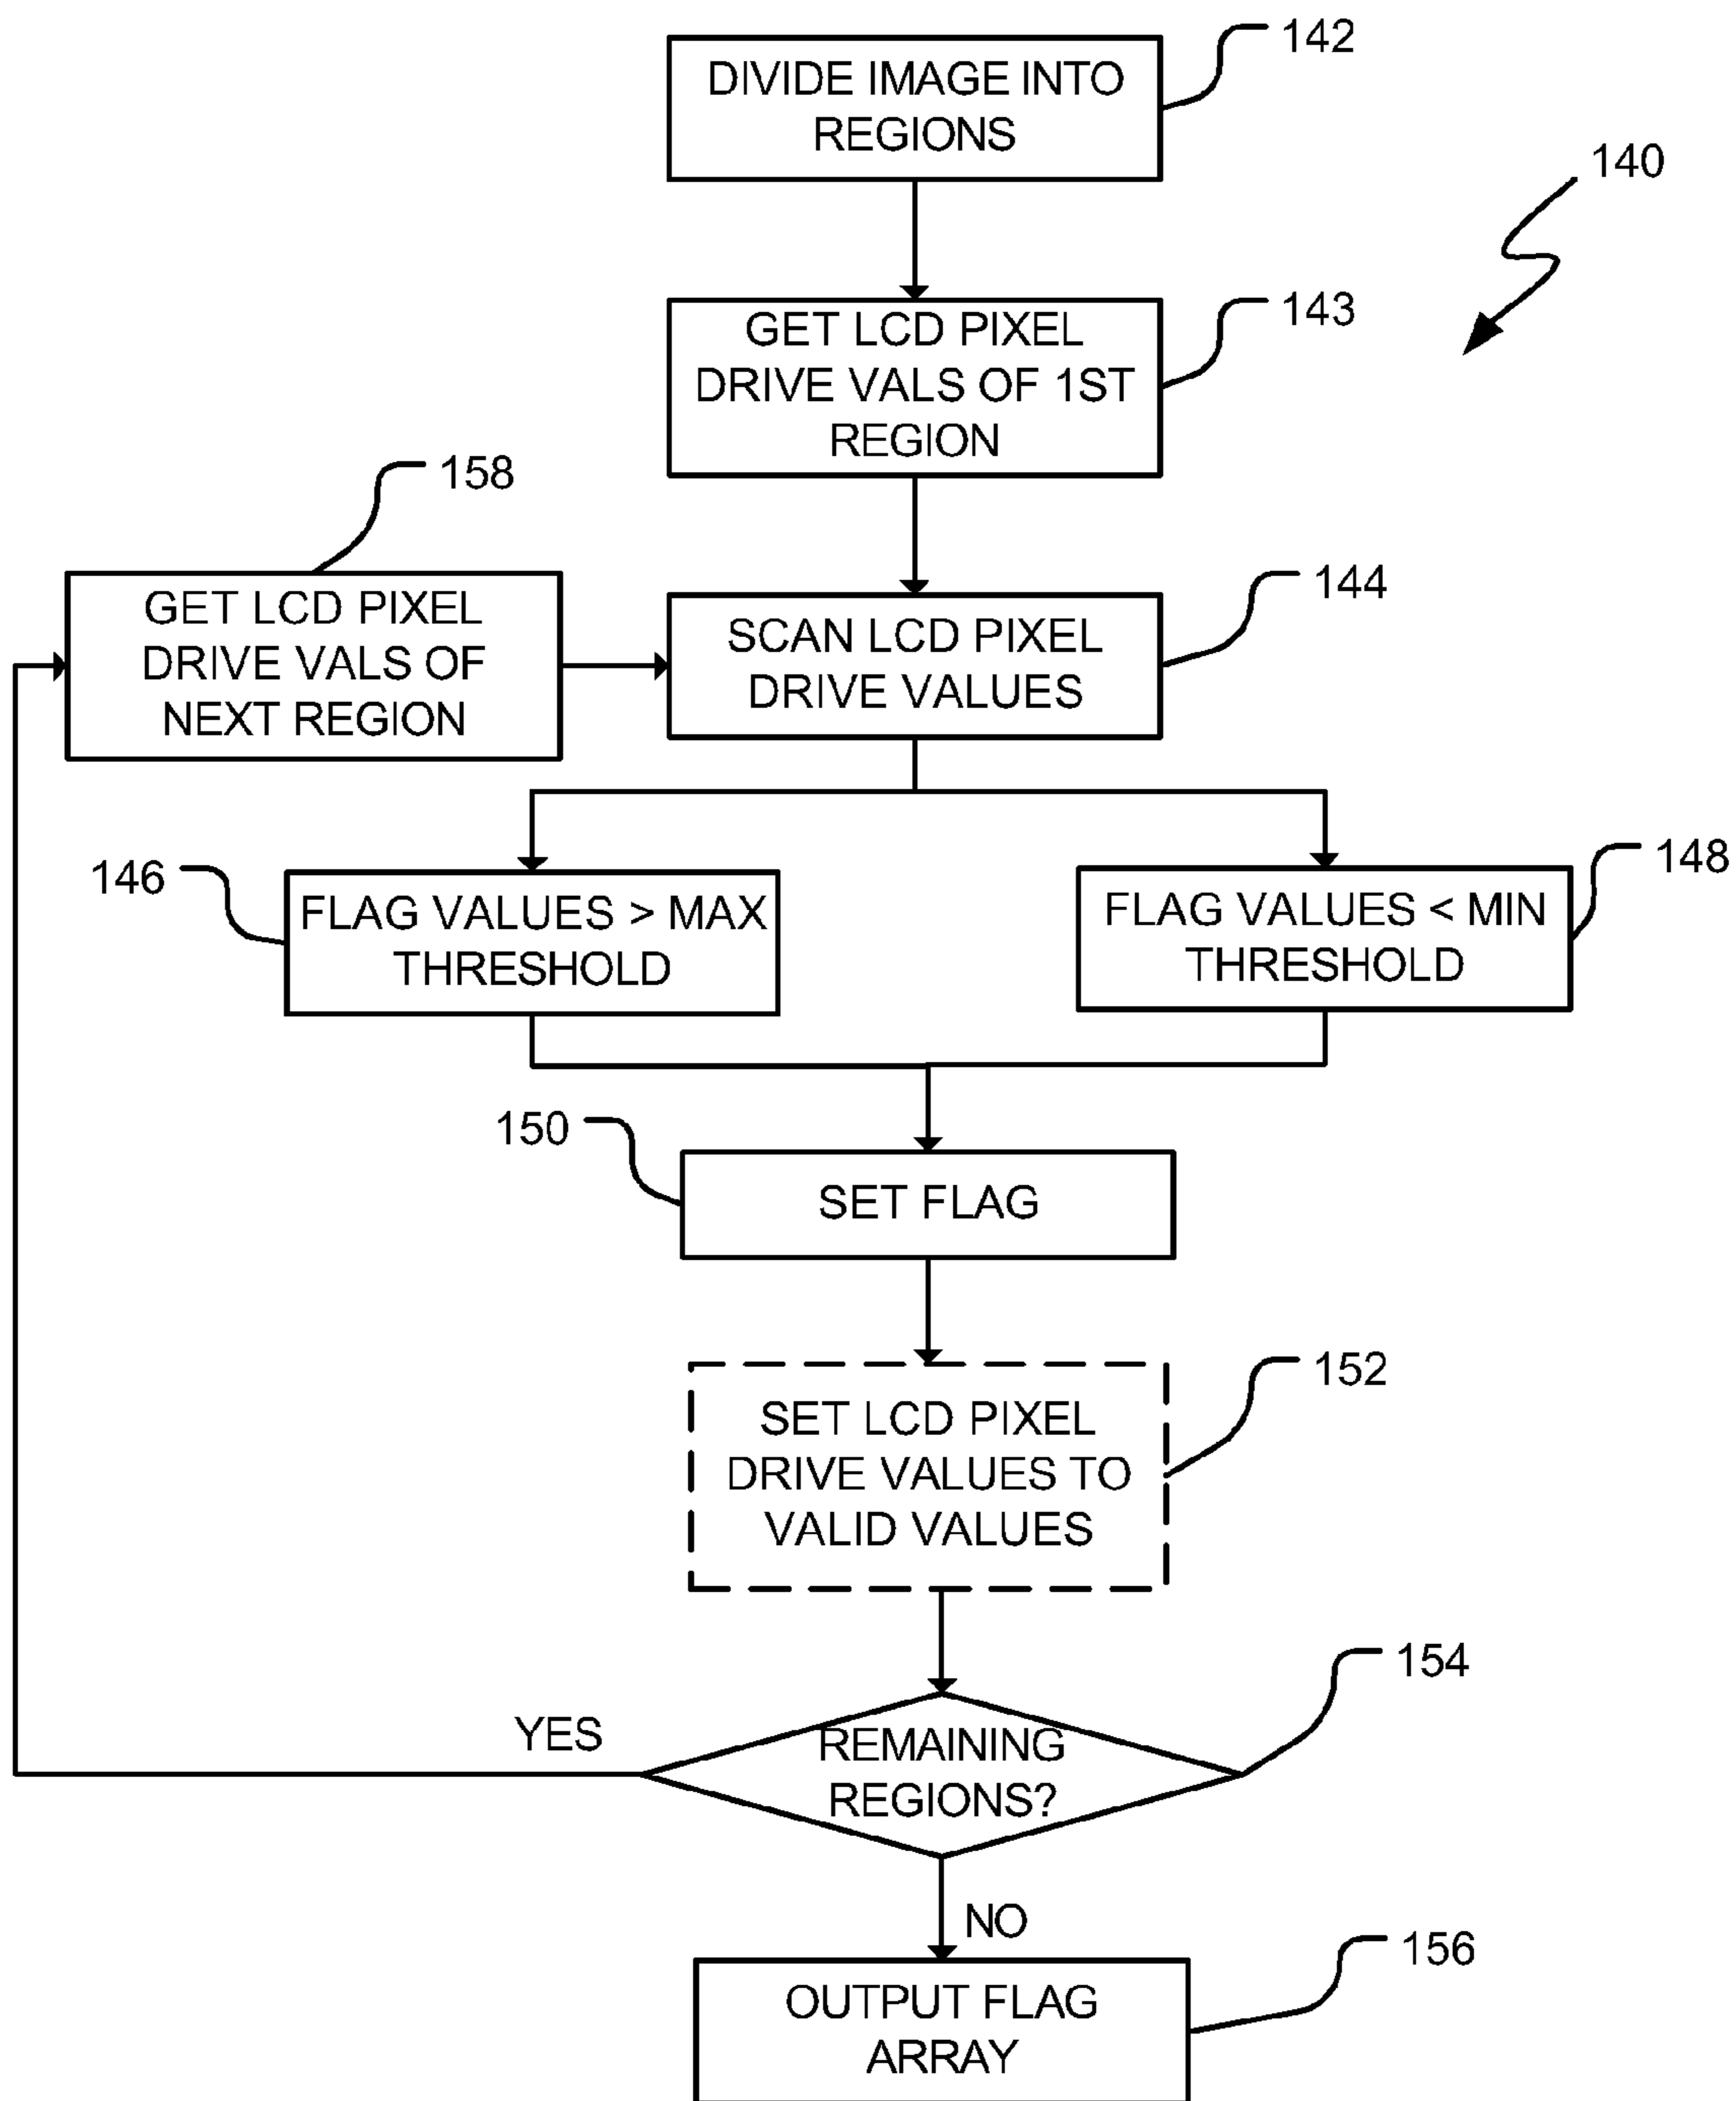 142
DIVIDE IMAGE INTO
REGIONS
140
143
GET LCD PIXEL
DRIVE VALS OF 1ST
REGION
158
GET LCD PIXEL
DRIVE VALS OF
NEXT REGION
144
SCAN LCD PIXEL
DRIVE VALUES
146
FLAG VALUES > MAX
THRESHOLD
148
FLAG VALUES < MIN
THRESHOLD
150
SET FLAG
152
SET LCD PIXEL
DRIVE VALUES TO
VALID VALUES
154
YES
REMAINING
REGIONS?
NO
156
OUTPUT FLAG
ARRAY